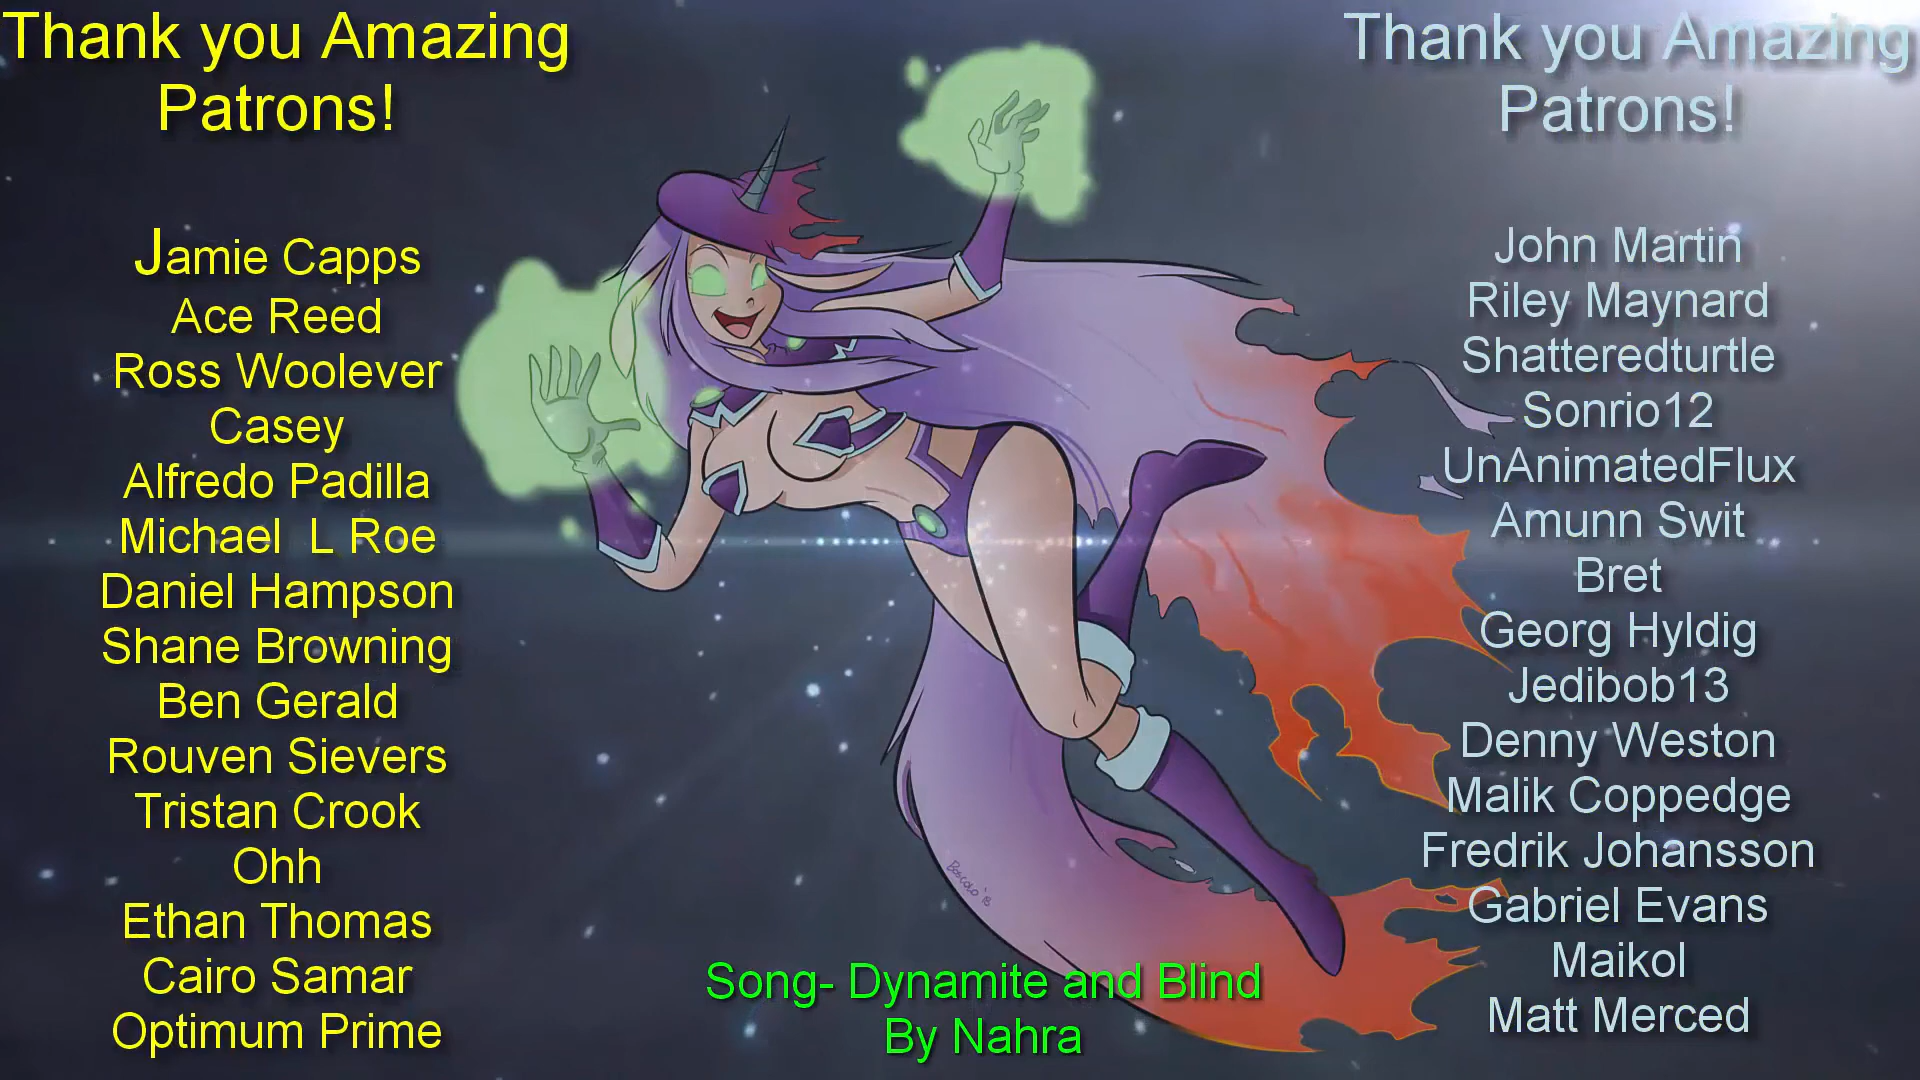 Thank you Amazing
Patrons!
Jamie Capps
Ace Reed
Ross Woolever
Casey
Alfredo Padilla
Michael  L Roe
Daniel Hampson
Shane Browning
Ben Gerald
Rouven Sievers
Tristan Crook
Ohh
Ethan Thomas
Cairo Samar
Optimum Prime
Boscolo '18
Song- Dynamite and Blind
By Nahra
Thank you Amazing
Patrons!
John Martin
Riley Maynard
Shatteredturtle
Sonrio12
UnAnimatedFlux
Amunn Swit
Bret
Georg Hyldig
Jedibob13
Denny Weston
Malik Coppedge
Fredrik Johansson
Gabriel Evans
Maikol
Matt Merced